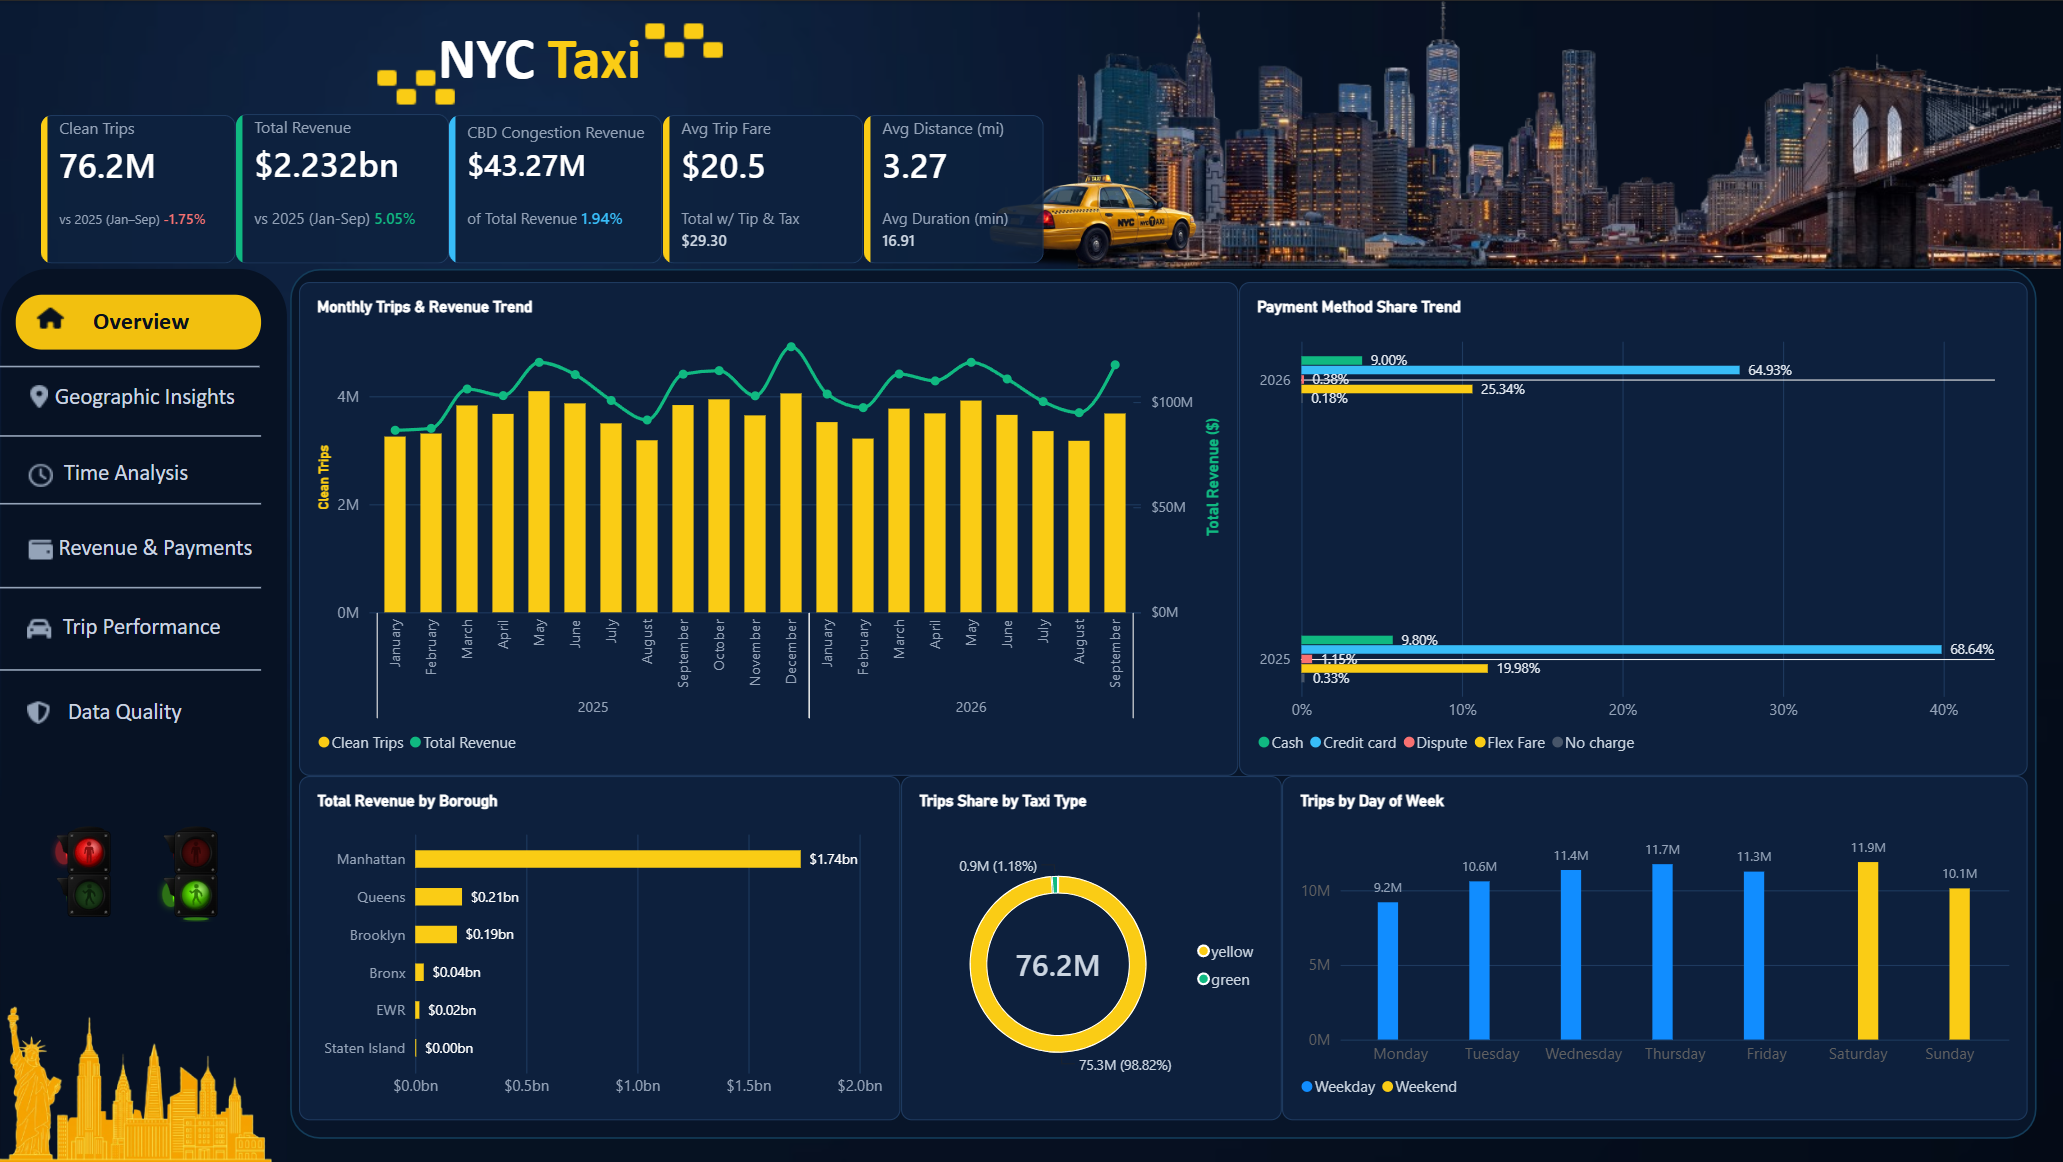 NYC Taxi
Clean Trips
76.2M
vs 2025 (Jan–Sep) -1.75%
Total Revenue
$2.232bn
vs 2025 (Jan-Sep) 5.05%
CBD Congestion Revenue
$43.27M
of Total Revenue 1.94%
Avg Trip Fare
$20.5
Total w/ Tip & Tax
$29.30
Avg Distance (mi)
3.27
Avg Duration (min)
16.91
TAXI
NYC NYC TAXI
Overview
Geographic Insights
Time Analysis
Revenue & Payments
Trip Performance
Data Quality
Monthly Trips & Revenue Trend
Clean Trips
4M
2M
0M
$100M
$50M
$0M
Total Revenue ($)
January
February
March
April
May
June
July
August
September
October
November
December
January
February
March
April
May
June
July
August
September
2025
2026
Clean Trips
Total Revenue
Payment Method Share Trend
2026
9.00%
64.93%
0.38%
25.34%
0.18%
2025
9.80%
68.64%
1.15%
19.98%
0.33%
0%
10%
20%
30%
40%
Cash
Credit card
Dispute
Flex Fare
No charge
Total Revenue by Borough
Manhattan
$1.74bn
Queens
$0.21bn
Brooklyn
$0.19bn
Bronx
$0.04bn
EWR
$0.02bn
Staten Island
$0.00bn
$0.0bn
$0.5bn
$1.0bn
$1.5bn
$2.0bn
Trips Share by Taxi Type
0.9M (1.18%)
76.2M
75.3M (98.82%)
yellow
green
Trips by Day of Week
10M
5M
0M
9.2M
10.6M
11.4M
11.7M
11.3M
11.9M
10.1M
Monday
Tuesday
Wednesday
Thursday
Friday
Saturday
Sunday
Weekday
Weekend